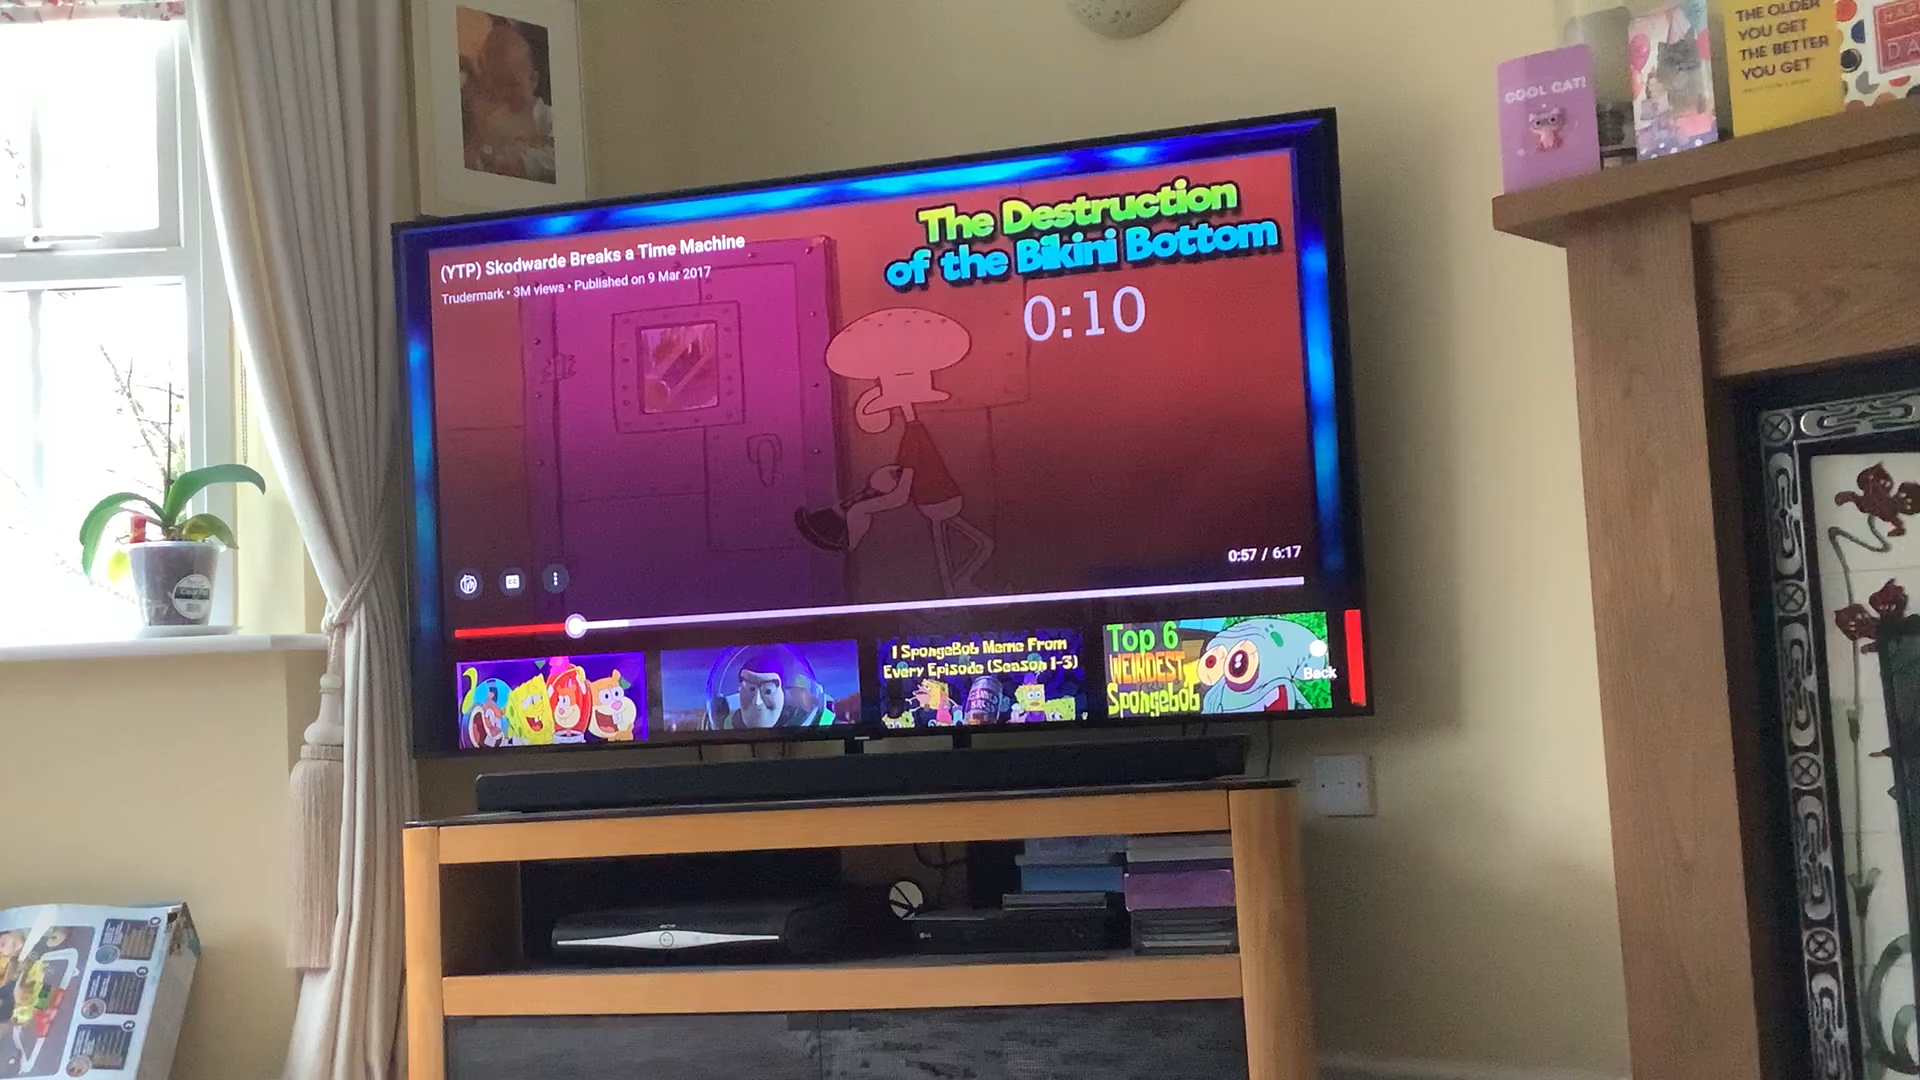 THE OLDER
YOU GET
THE BETTER
YOU GET
COOL CAT!
The Destruction
of the Bikini Bottom
0:10
(YTP) Skodwarde Breaks a Time Machine
Trudermark • 3M views • Published on 9 Mar 2017
0:57 / 6:17
CC
1 SpongeBob Meme From
Every Episode (Season 1-3)
Top 6
WEIRDEST
Spongebob
Back
LG